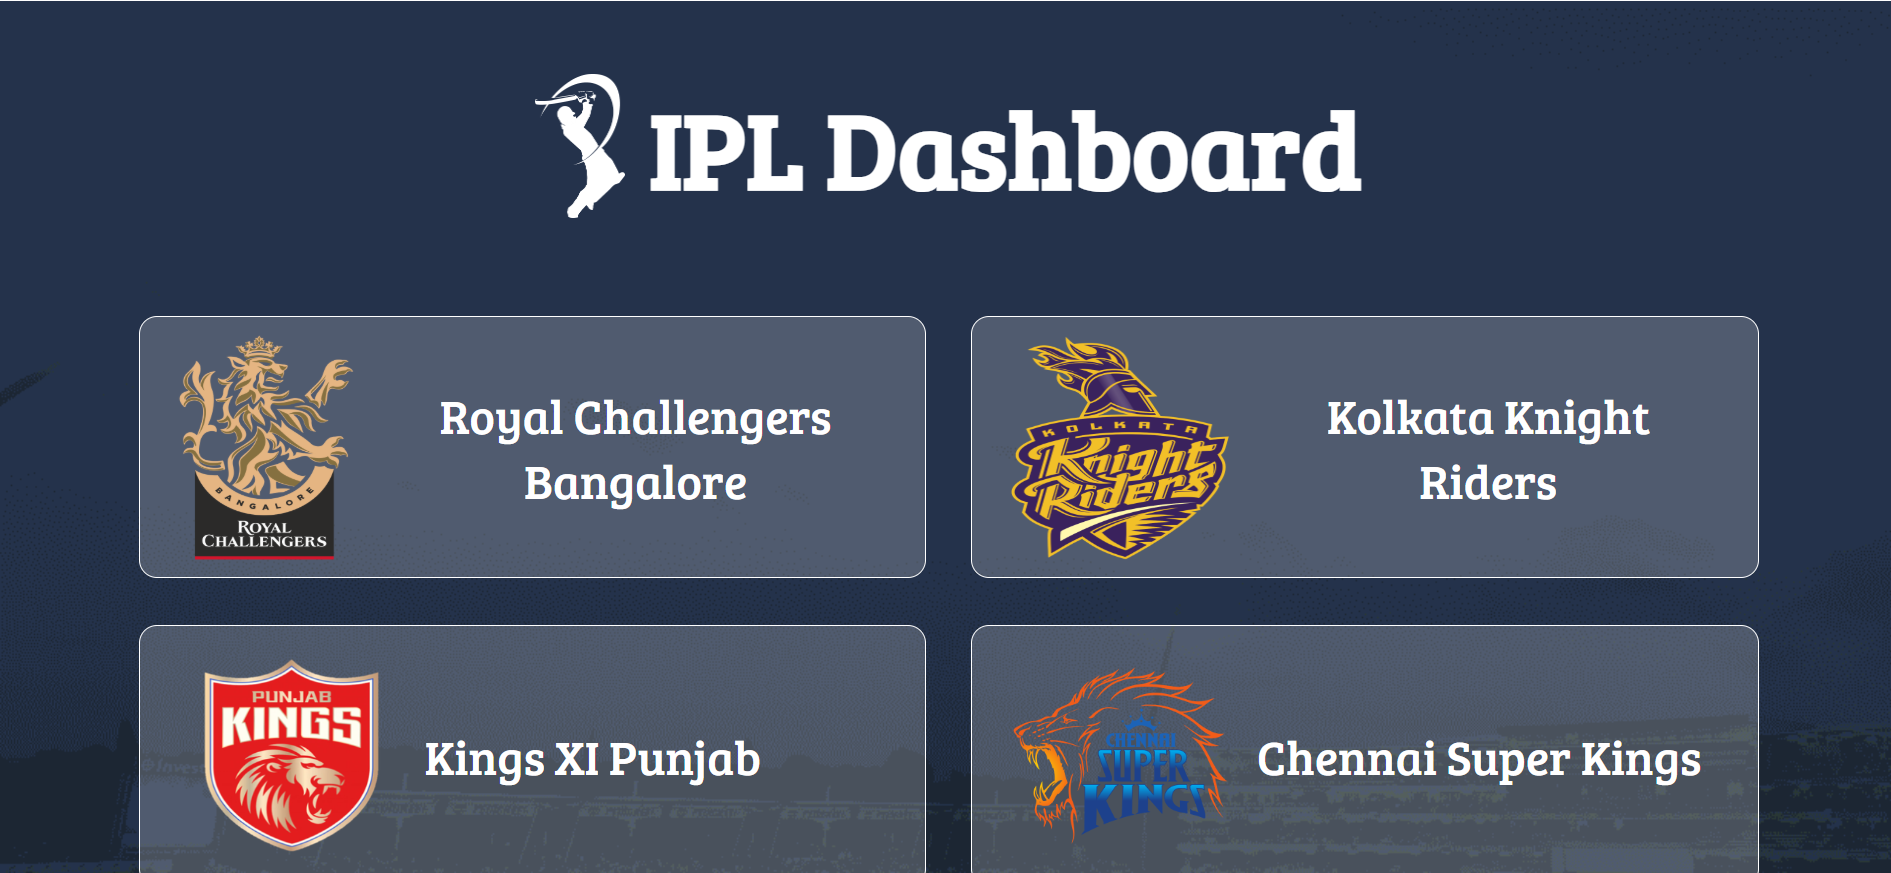 IPL Dashboard
BANGALORE
ROYAL
CHALLENGERS
Royal Challengers
Bangalore
KOLKATA
Knight
Riders
Kolkata Knight
Riders
PUNJAB
KINGS
Kings XI Punjab
CHENNAI
SUPER
KINGS
Chennai Super Kings